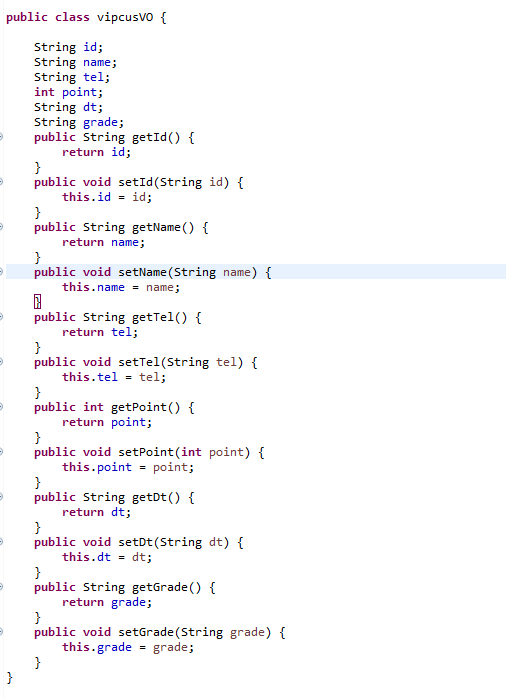 public class vipcusVO {
String id;
String name;
String tel;
int point;
String dt;
String grade;
public String getId() {
return id;
}
public void setId(String id) {
this.id = id;
}
public String getName() {
return name;
}
public void setName(String name) {
this.name = name;
}
public String getTel() {
return tel;
}
public void setTel(String tel) {
this.tel = tel;
}
public int getPoint() {
return point;
}
public void setPoint(int point) {
this.point = point;
}
public String getDt() {
return dt;
}
public void setDt(String dt) {
this.dt = dt;
}
public String getGrade() {
return grade;
}
public void setGrade(String grade) {
this.grade = grade;
}
}